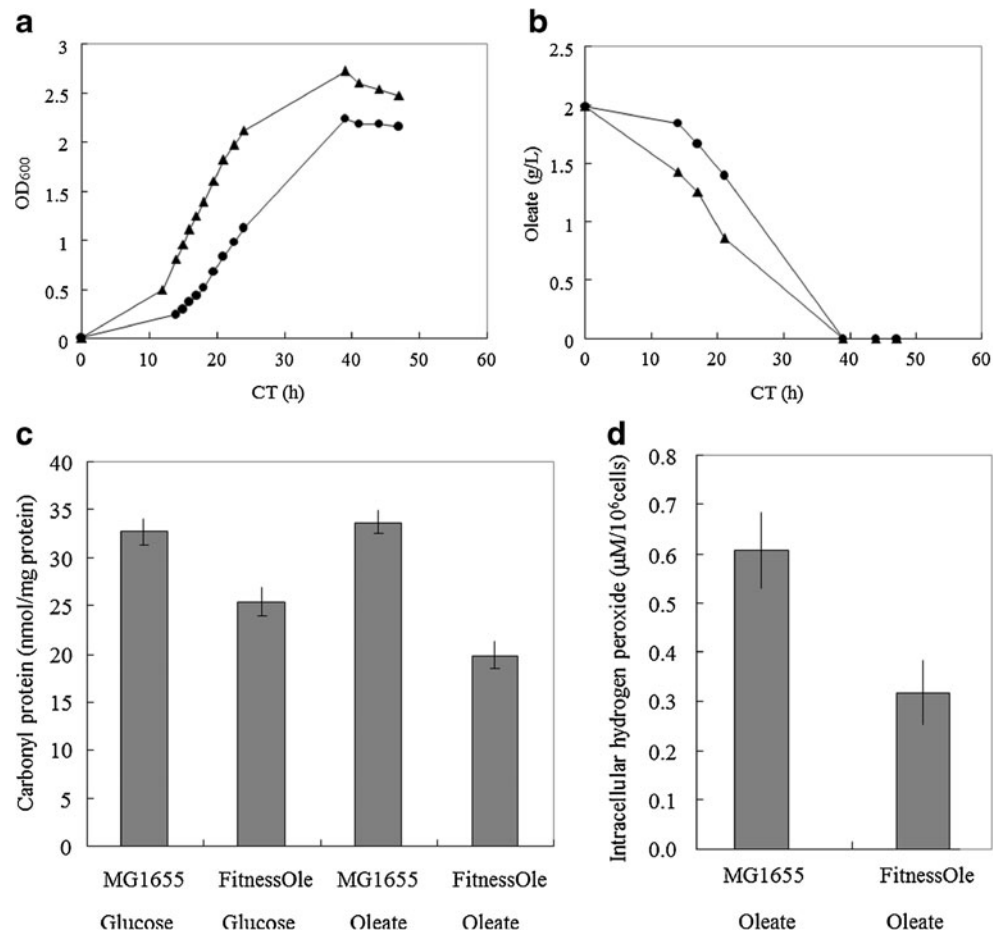 a
3
2.5
2
1.5
1
0.5
0
OD600
0 10 20 30 40 50 60
CT (h)
b
2.5
2
1.5
1
0.5
0
Oleate (g/L)
0 10 20 30 40 50 60
CT (h)
c
40
35
30
25
20
15
10
5
0
Carbonyl protein (nmol/mg protein)
MG1655 FitnessOle MG1655 FitnessOle
Glucose Glucose Oleate Oleate
d
0.8
0.7
0.6
0.5
0.4
0.3
0.2
0.1
0.0
Intracellular hydrogen peroxide (μM/10⁶cells)
MG1655 FitnessOle
Oleate Oleate